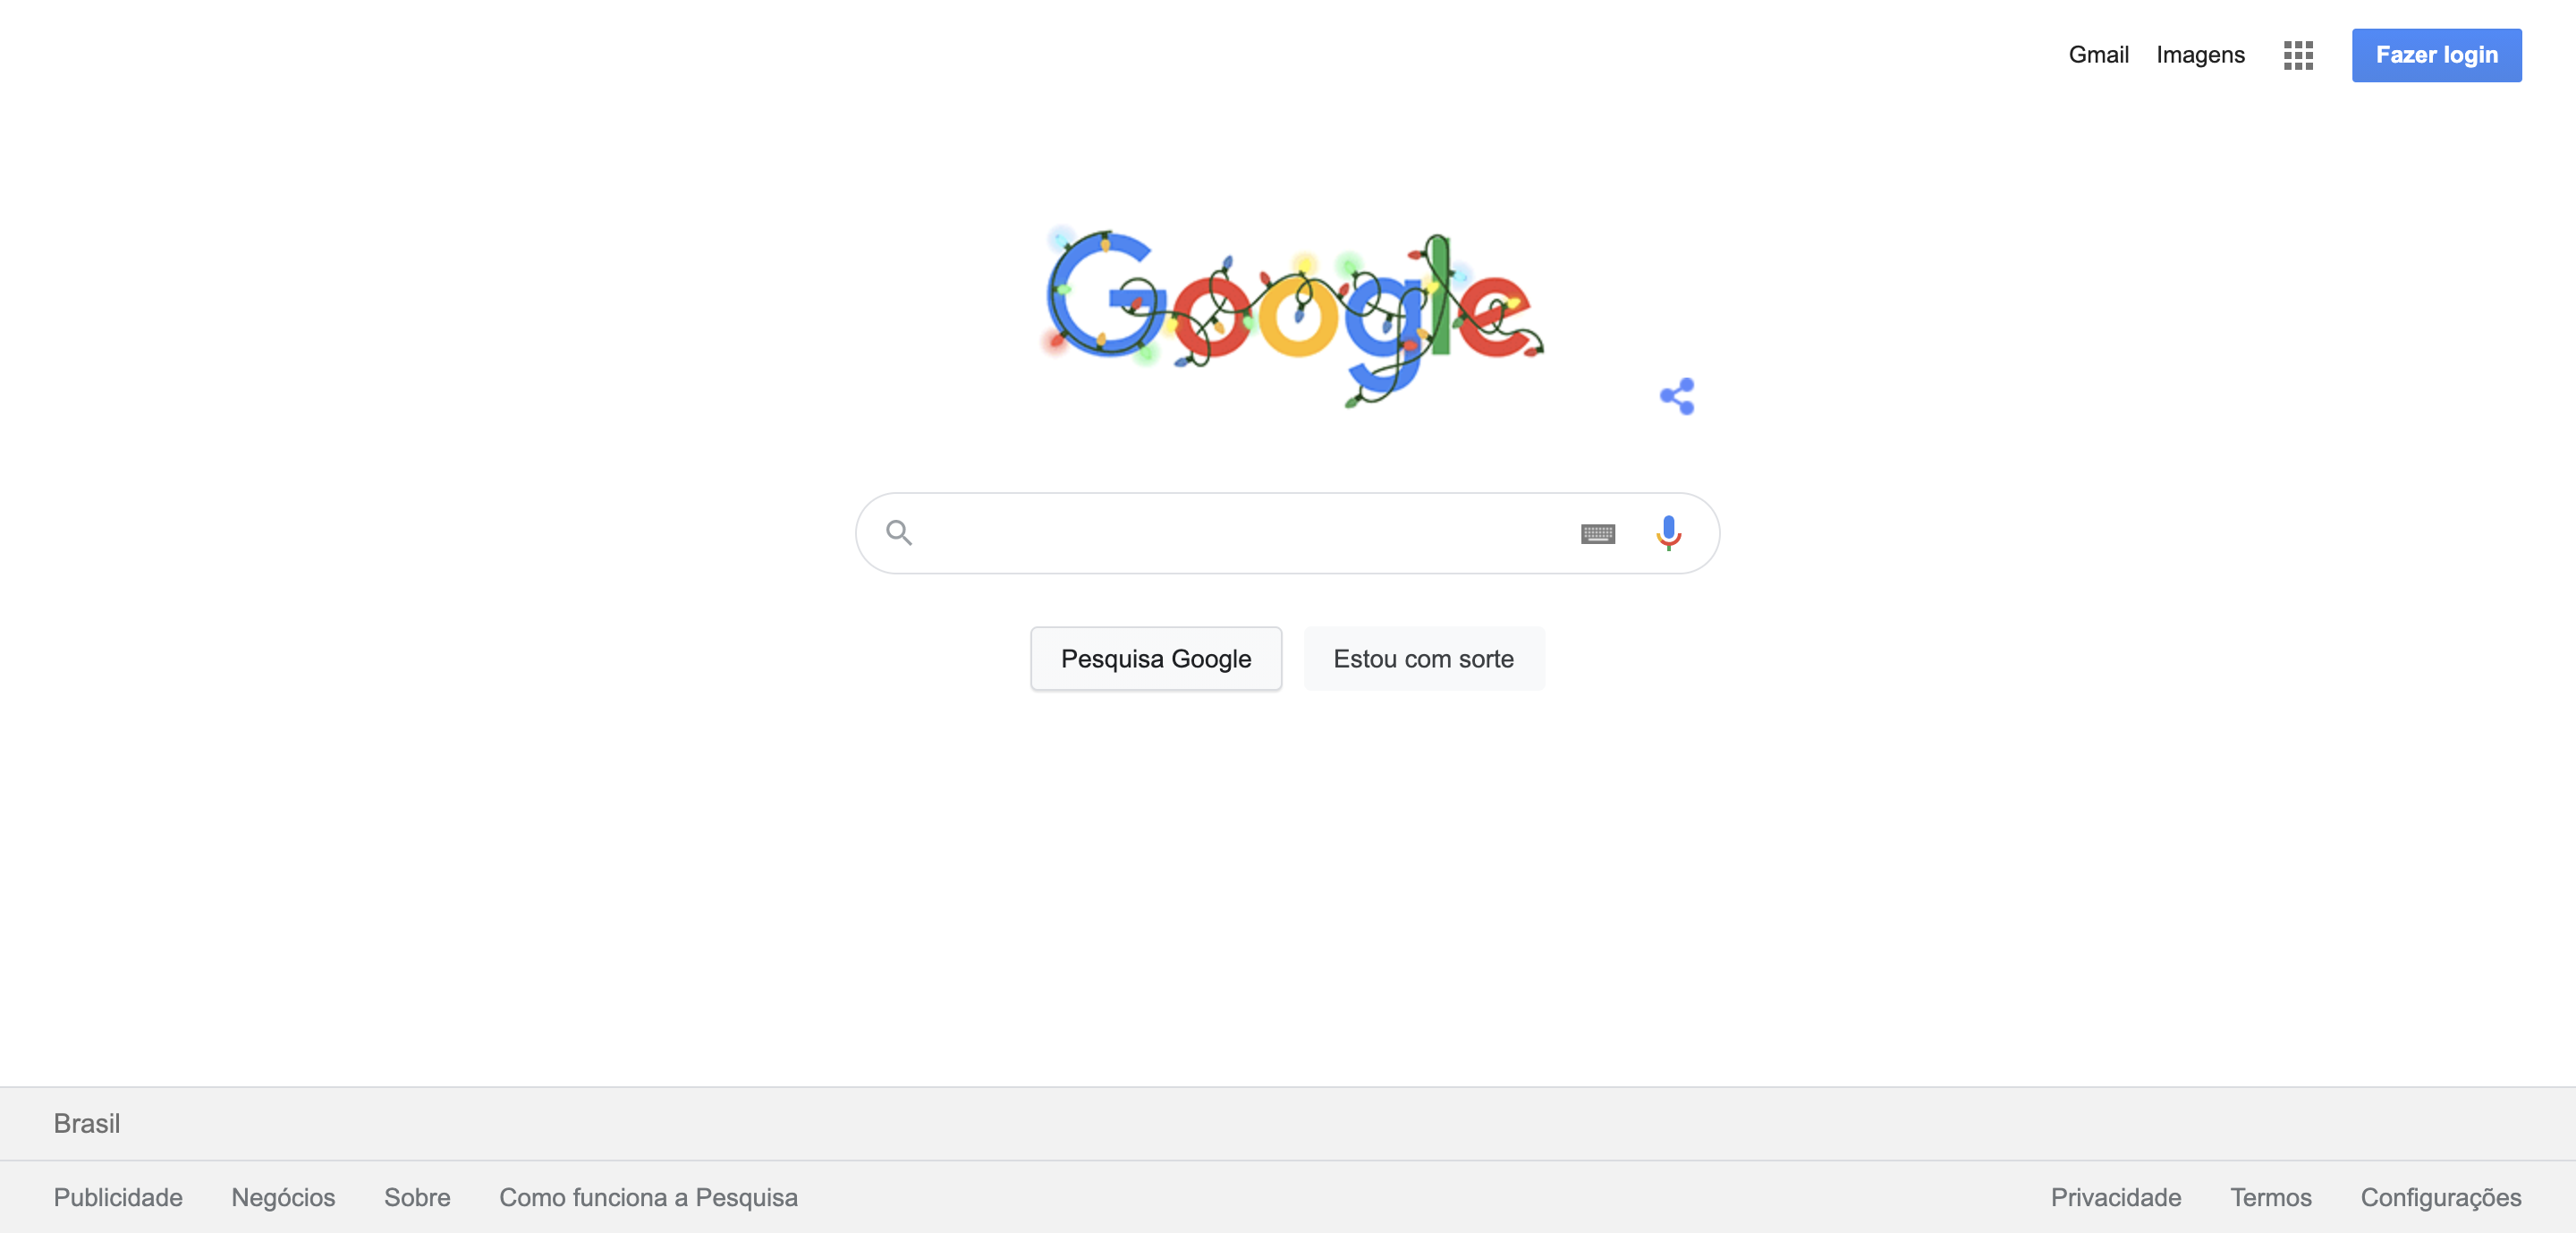 Gmail Imagens Fazer login
Google
Pesquisa Google Estou com sorte
Brasil
Publicidade Negócios Sobre Como funciona a Pesquisa Privacidade Termos Configurações